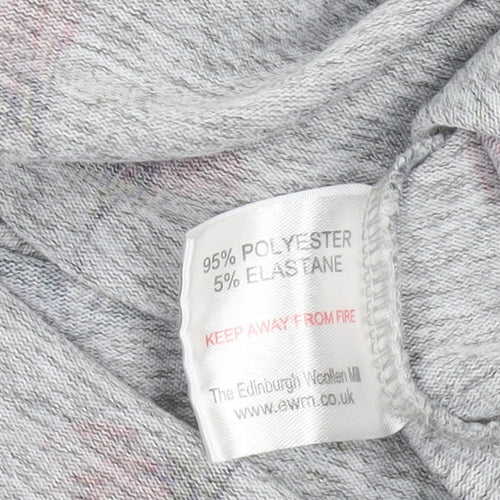 95% POLYESTER
5% ELASTANE
KEEP AWAY FROM FIRE
The Edinburgh Woollen Mill
www.ewm.co.uk